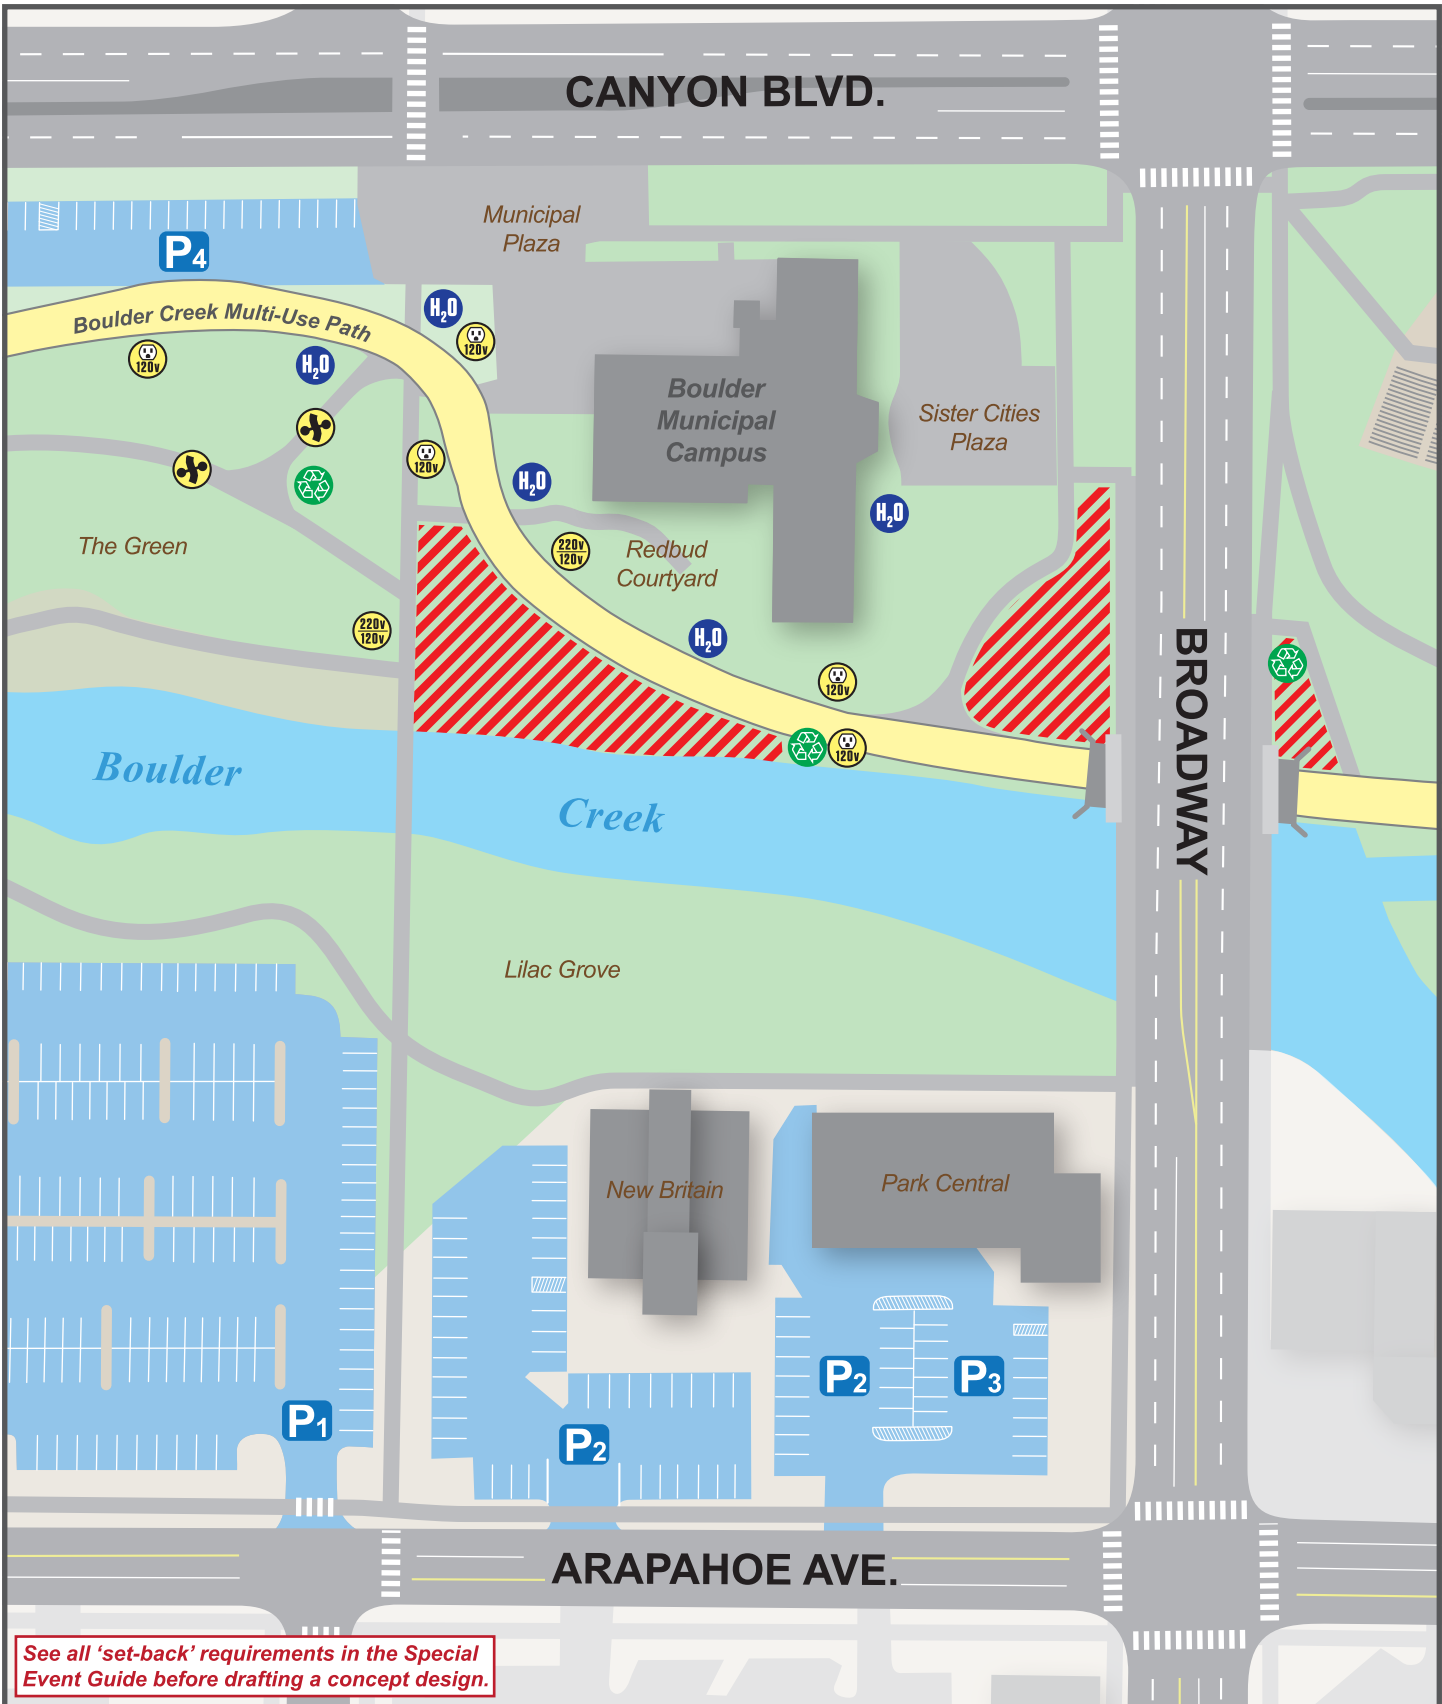 CANYON BLVD.
Municipal
Plaza
P4
Boulder Creek Multi-Use Path
H2O
120v
120v
H2O
Boulder
Municipal
Campus
Sister Cities
Plaza
120v
H2O
H2O
The Green
220v
120v
Redbud
Courtyard
220v
120v
H2O
120v
120v
BROADWAY
Boulder
Creek
Lilac Grove
New Britain
Park Central
P2
P3
P1
P2
ARAPAHOE AVE.
See all ‘set-back’ requirements in the Special
Event Guide before drafting a concept design.